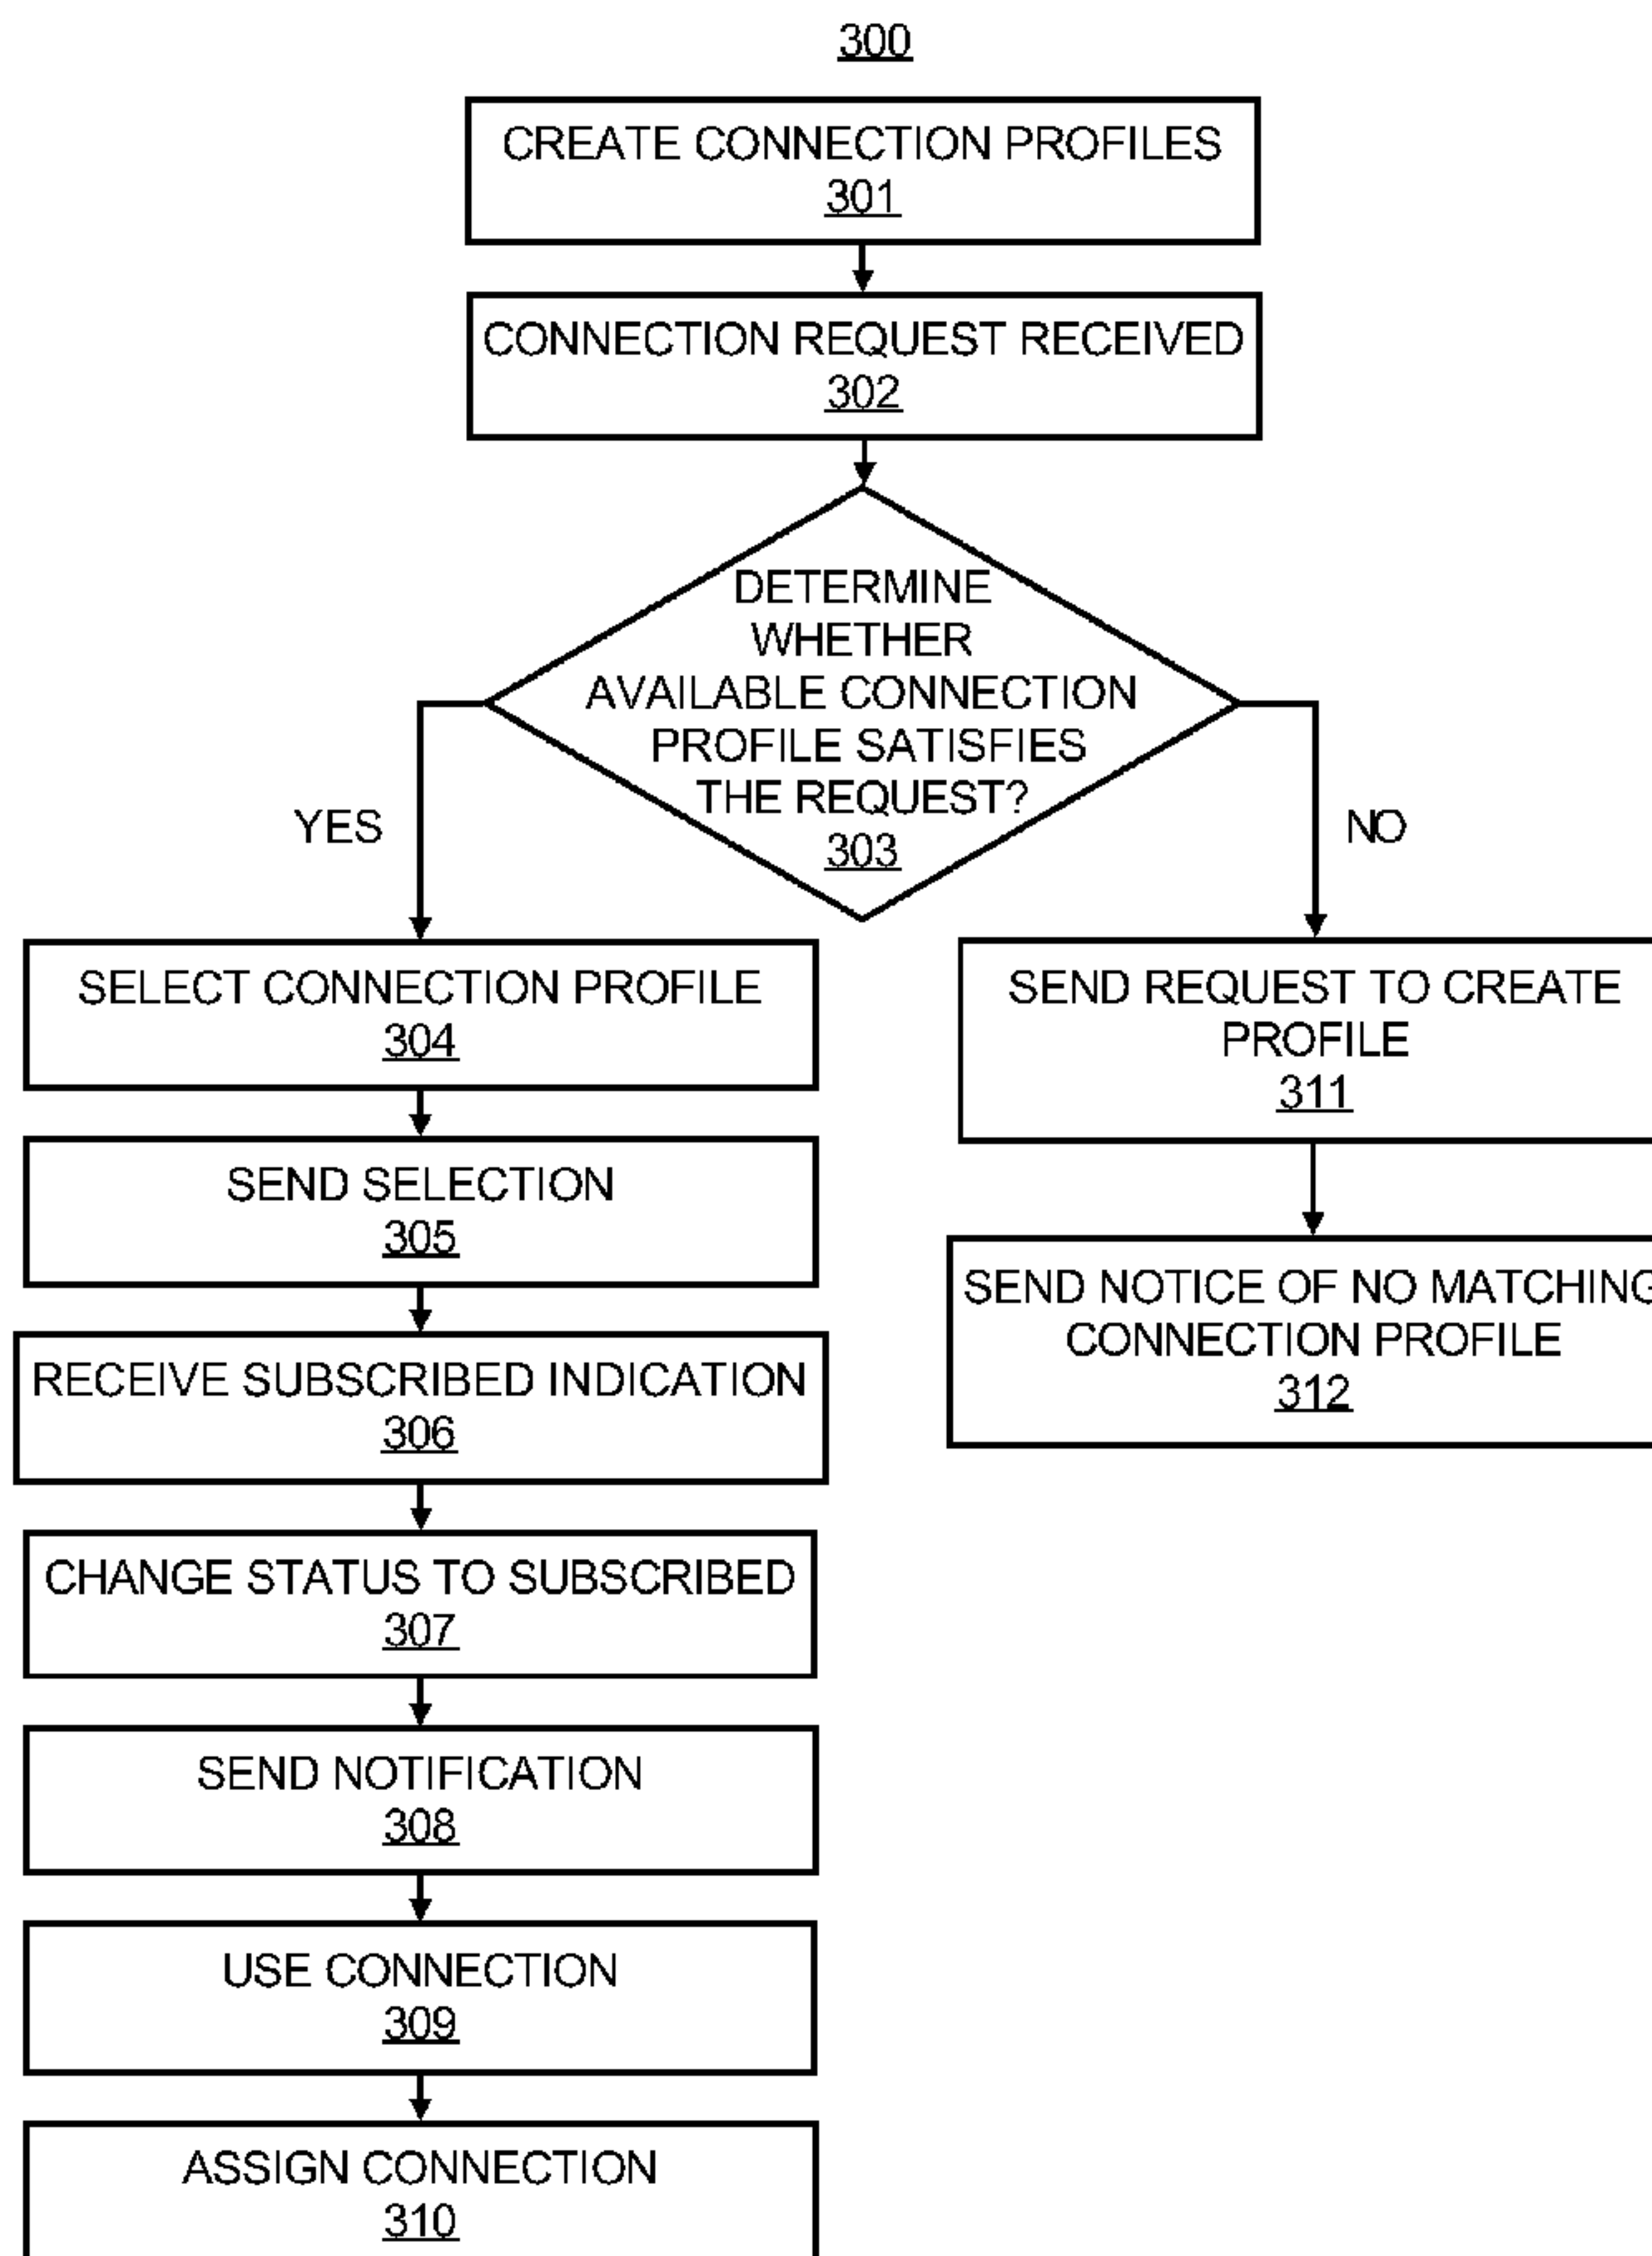 300
CREATE CONNECTION PROFILES
301
CONNECTION REQUEST RECEIVED
302
DETERMINE
WHETHER
AVAILABLE CONNECTION
PROFILE SATISFIES
THE REQUEST?
303
YES
NO
SELECT CONNECTION PROFILE
304
SEND SELECTION
305
RECEIVE SUBSCRIBED INDICATION
306
CHANGE STATUS TO SUBSCRIBED
307
SEND NOTIFICATION
308
USE CONNECTION
309
ASSIGN CONNECTION
310
SEND REQUEST TO CREATE
PROFILE
311
SEND NOTICE OF NO MATCHING
CONNECTION PROFILE
312